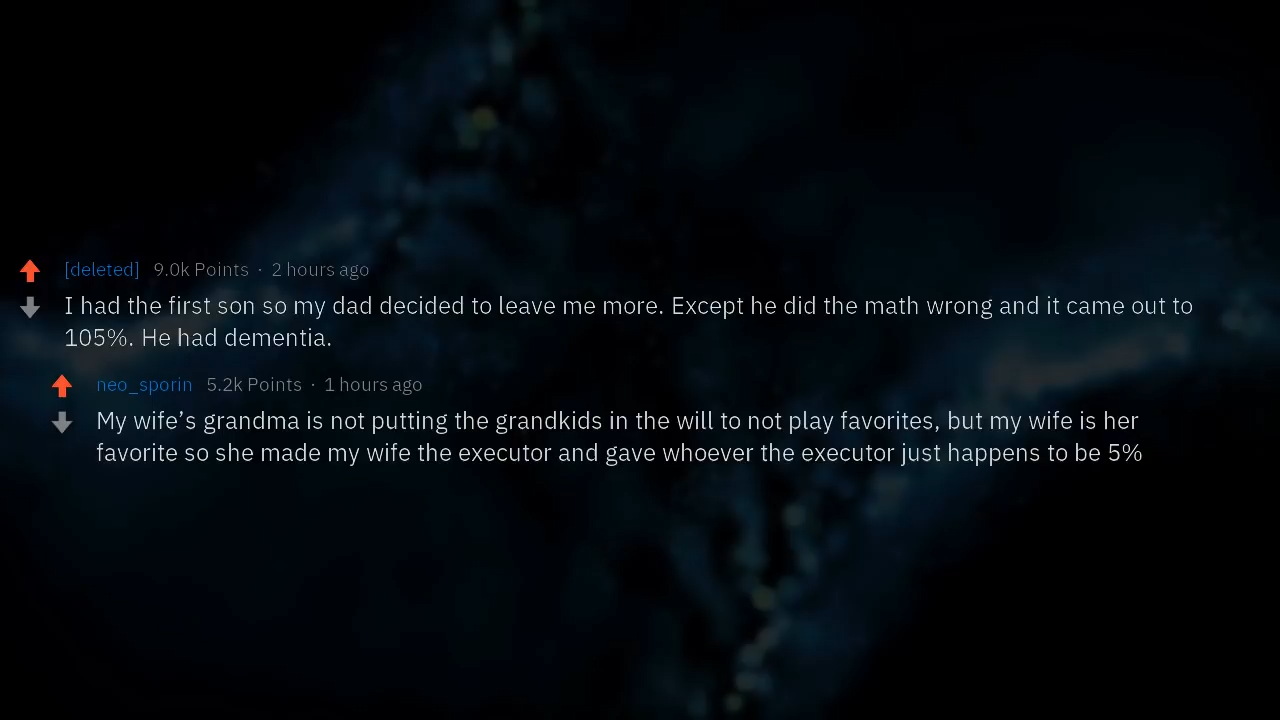 [deleted] 9.0k Points · 2 hours ago
I had the first son so my dad decided to leave me more. Except he did the math wrong and it came out to
105%. He had dementia.
neo_sporin 5.2k Points · 1 hours ago
My wife’s grandma is not putting the grandkids in the will to not play favorites, but my wife is her
favorite so she made my wife the executor and gave whoever the executor just happens to be 5%